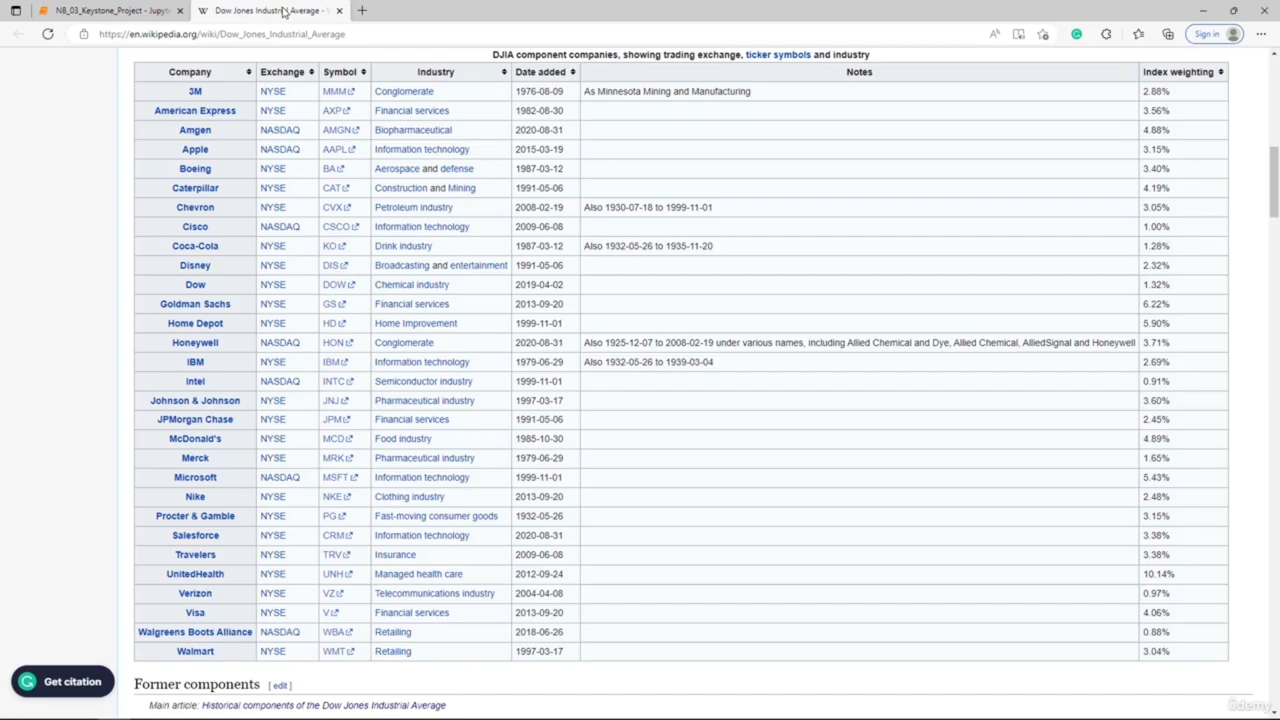 NB_03_Keystone_Project - Jupyte
Dow Jones Industrial Average - W
https://en.wikipedia.org/wiki/Dow_Jones_Industrial_Average
Sign in
DJIA component companies, showing trading exchange, ticker symbols and industry
Company Exchange Symbol Industry Date added Notes Index weighting
3M NYSE MMM Conglomerate 1976-08-09 As Minnesota Mining and Manufacturing 2.88%
American Express NYSE AXP Financial services 1982-08-30 3.56%
Amgen NASDAQ AMGN Biopharmaceutical 2020-08-31 4.88%
Apple NASDAQ AAPL Information technology 2015-03-19 3.15%
Boeing NYSE BA Aerospace and defense 1987-03-12 3.40%
Caterpillar NYSE CAT Construction and Mining 1991-05-06 4.19%
Chevron NYSE CVX Petroleum industry 2008-02-19 Also 1930-07-18 to 1999-11-01 3.05%
Cisco NASDAQ CSCO Information technology 2009-06-08 1.00%
Coca-Cola NYSE KO Drink industry 1987-03-12 Also 1932-05-26 to 1935-11-20 1.28%
Disney NYSE DIS Broadcasting and entertainment 1991-05-06 2.32%
Dow NYSE DOW Chemical industry 2019-04-02 1.32%
Goldman Sachs NYSE GS Financial services 2013-09-20 6.22%
Home Depot NYSE HD Home Improvement 1999-11-01 5.90%
Honeywell NASDAQ HON Conglomerate 2020-08-31 Also 1925-12-07 to 2008-02-19 under various names, including Allied Chemical and Dye, Allied Chemical, AlliedSignal and Honeywell 3.71%
IBM NYSE IBM Information technology 1979-06-29 Also 1932-05-26 to 1939-03-04 2.69%
Intel NASDAQ INTC Semiconductor industry 1999-11-01 0.91%
Johnson & Johnson NYSE JNJ Pharmaceutical industry 1997-03-17 3.60%
JPMorgan Chase NYSE JPM Financial services 1991-05-06 2.45%
McDonald's NYSE MCD Food industry 1985-10-30 4.89%
Merck NYSE MRK Pharmaceutical industry 1979-06-29 1.65%
Microsoft NASDAQ MSFT Information technology 1999-11-01 5.43%
Nike NYSE NKE Clothing industry 2013-09-20 2.48%
Procter & Gamble NYSE PG Fast-moving consumer goods 1932-05-26 3.15%
Salesforce NYSE CRM Information technology 2020-08-31 3.38%
Travelers NYSE TRV Insurance 2009-06-08 3.38%
UnitedHealth NYSE UNH Managed health care 2012-09-24 10.14%
Verizon NYSE VZ Telecommunications industry 2004-04-08 0.97%
Visa NYSE V Financial services 2013-09-20 4.06%
Walgreens Boots Alliance NASDAQ WBA Retailing 2018-06-26 0.88%
Walmart NYSE WMT Retailing 1997-03-17 3.04%
Get citation
Former components [ edit ]
Main article: Historical components of the Dow Jones Industrial Average
Udemy